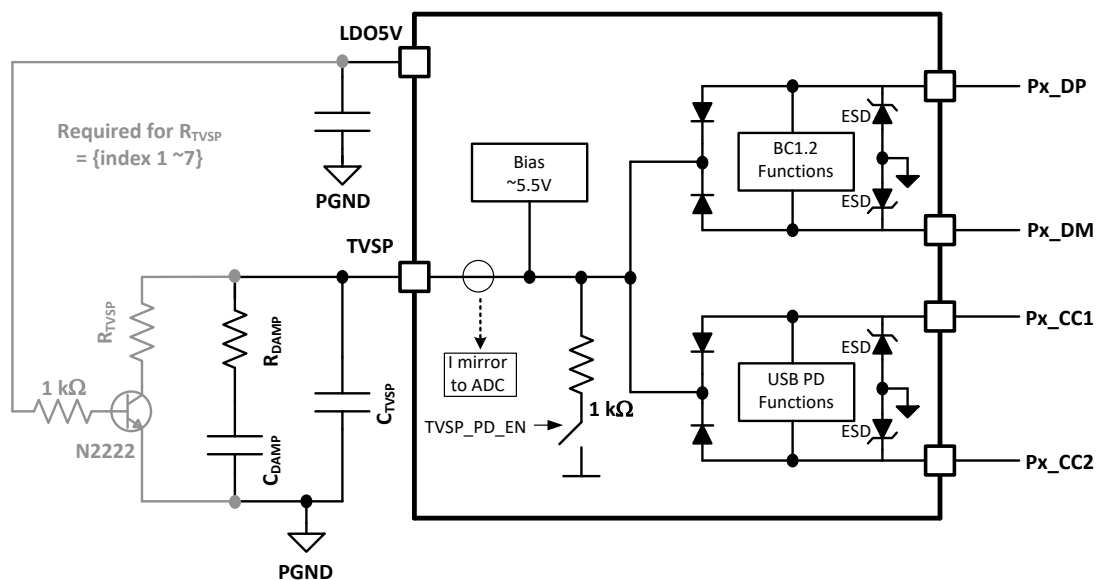 LDO5V
Required for RTVSP
= {index 1 ~7}
PGND
TVSP
Bias
~5.5V
BC1.2
Functions
ESD
ESD
Px_DP
Px_DM
RTVSP
RDAMP
CTVSP
CDAMP
1 kΩ
N2222
PGND
I mirror
to ADC
TVSP_PD_EN
1 kΩ
USB PD
Functions
ESD
ESD
Px_CC1
Px_CC2